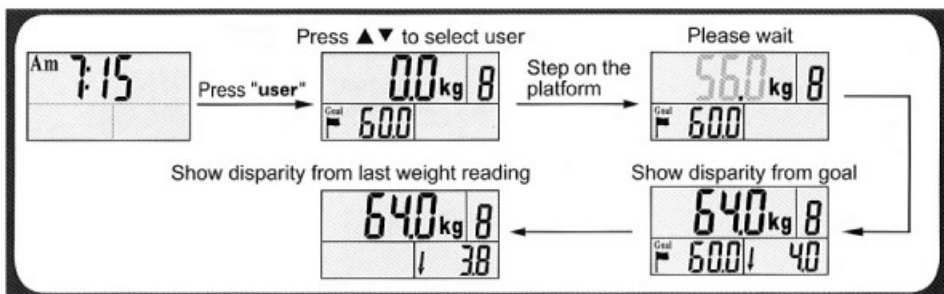 Press ▲▼ to select user
Please wait
Am 7:15
Press "user"
0.0 kg 8
Goal 60.0
Step on the platform
56.0 kg 8
Goal 60.0
Show disparity from last weight reading
Show disparity from goal
64.0 kg 8
↓ 3.8
64.0 kg 8
Goal 60.0 ↓ 4.0